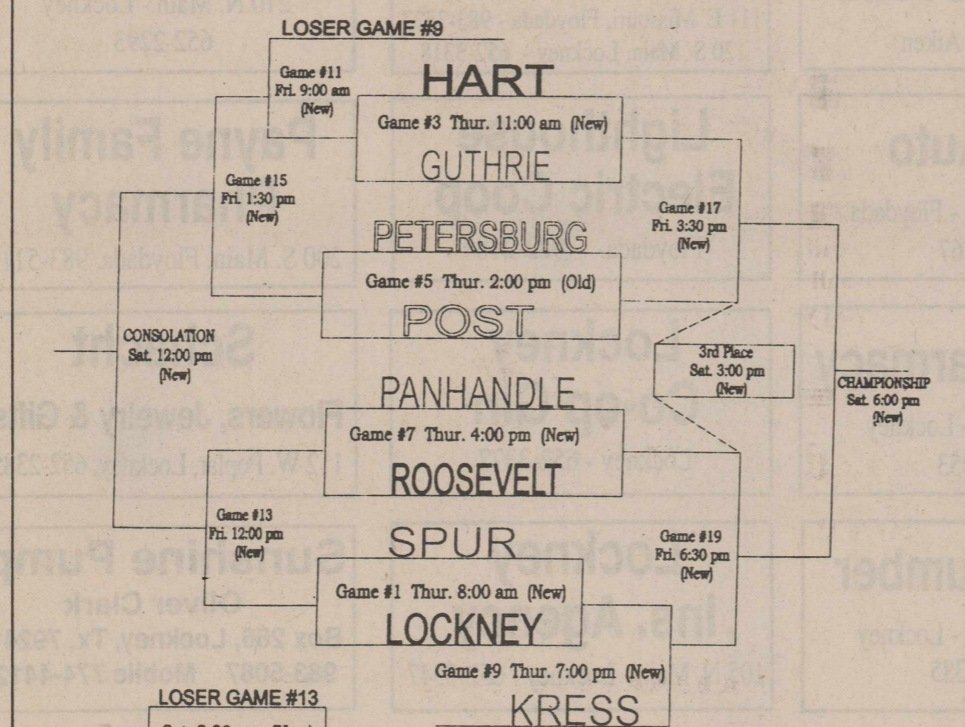 LOSER GAME #9
Game #11
Fri. 9:00 am
(New)
HART
Game #3 Thur. 11:00 am (New)
GUTHRIE
Game #15
Fri. 1:30 pm
(New)
Game #17
Fri. 3:30 pm
(New)
PETERSBURG
Game #5 Thur. 2:00 pm (Old)
POST
CONSOLATION
Sat. 12:00 pm
(New)
3rd Place
Sat. 3:00 pm
(New)
CHAMPIONSHIP
Sat. 6:00 pm
(New)
PANHANDLE
Game #7 Thur. 4:00 pm (New)
ROOSEVELT
Game #13
Fri. 12:00 pm
(New)
SPUR
Game #19
Fri. 6:30 pm
(New)
Game #1 Thur. 8:00 am (New)
LOCKNEY
Game #9 Thur. 7:00 pm (New)
LOSER GAME #13
KRESS